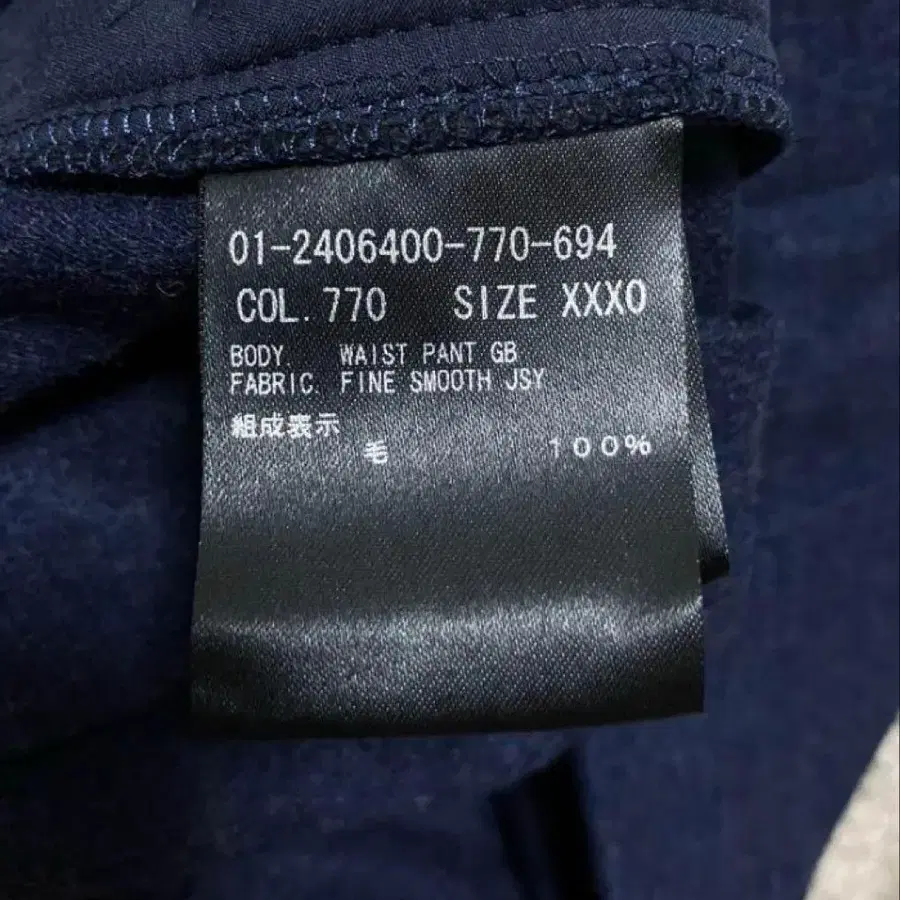 01-2406400-770-694
COL. 770 SIZE XXXO
BODY WAIST PANT GB
FABRIC FINE SMOOTH JSY
組成表示
毛 100%